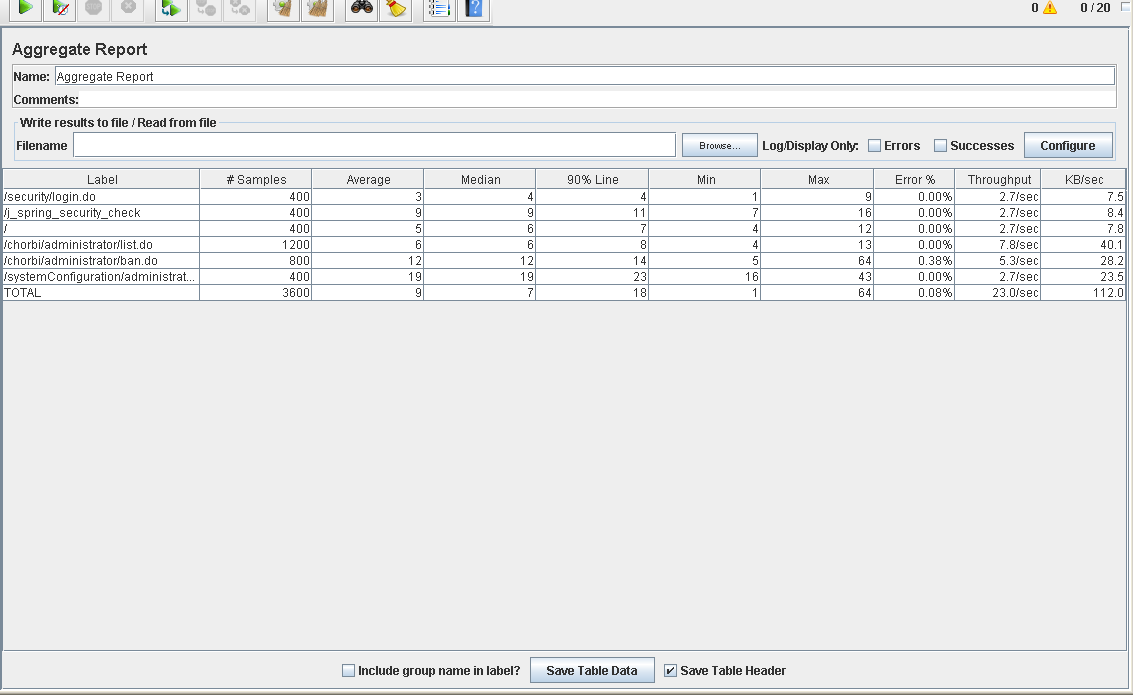 0 0 / 20
Aggregate Report
Name: Aggregate Report
Comments:
Write results to file / Read from file
Filename Browse... Log/Display Only: Errors Successes Configure
Label # Samples Average Median 90% Line Min Max Error % Throughput KB/sec
/security/login.do 400 3 4 4 1 9 0.00% 2.7/sec 7.5
/j_spring_security_check 400 9 9 11 7 16 0.00% 2.7/sec 8.4
/ 400 5 6 7 4 12 0.00% 2.7/sec 7.8
/chorbi/administrator/list.do 1200 6 6 8 4 13 0.00% 7.8/sec 40.1
/chorbi/administrator/ban.do 800 12 12 14 5 64 0.38% 5.3/sec 28.2
/systemConfiguration/administrat... 400 19 19 23 16 43 0.00% 2.7/sec 23.5
TOTAL 3600 9 7 18 1 64 0.08% 23.0/sec 112.0
Include group name in label? Save Table Data Save Table Header